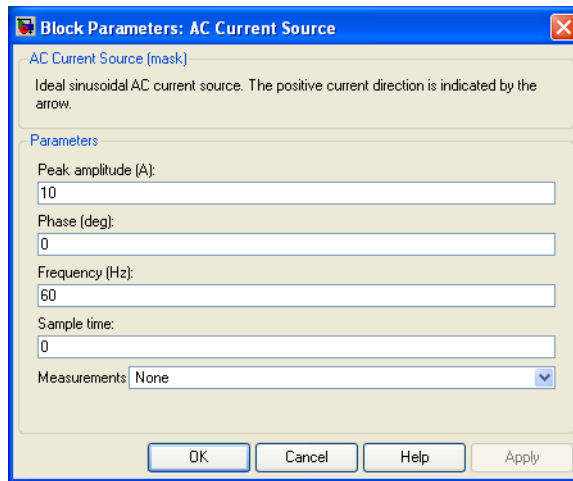 Block Parameters: AC Current Source
AC Current Source (mask)
Ideal sinusoidal AC current source. The positive current direction is indicated by the
arrow.
Parameters
Peak amplitude (A):
10
Phase (deg):
0
Frequency (Hz):
60
Sample time:
0
Measurements None
OK Cancel Help Apply